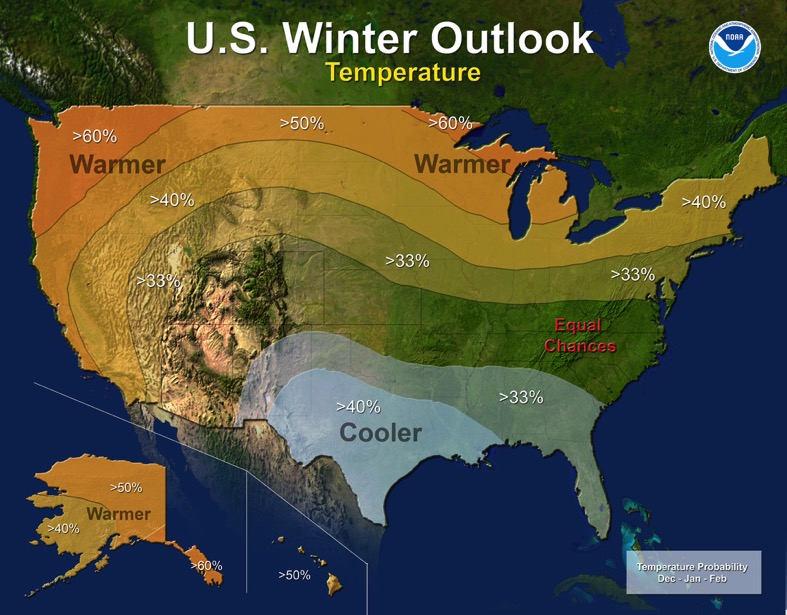 U.S. Winter Outlook
Temperature
NOAA
>60%
>50%
>60%
Warmer
Warmer
>40%
>40%
>33%
>33%
>33%
Equal
Chances
>40%
>33%
Cooler
>50%
Warmer
>40%
>60%
>50%
Temperature Probability
Dec - Jan - Feb